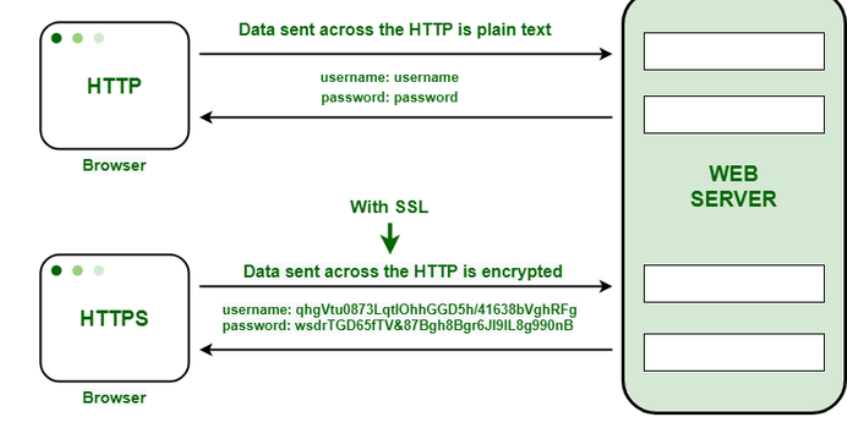 Data sent across the HTTP is plain text
HTTP
username: username
password: password
Browser
WEB
SERVER
With SSL
Data sent across the HTTP is encrypted
HTTPS
username: qhgVtu0873LqtlOhhGGD5h/41638bVghRFg
password: wsdrTGD65fTV&87Bgh8Bgr6Jl9IL8g990nB
Browser